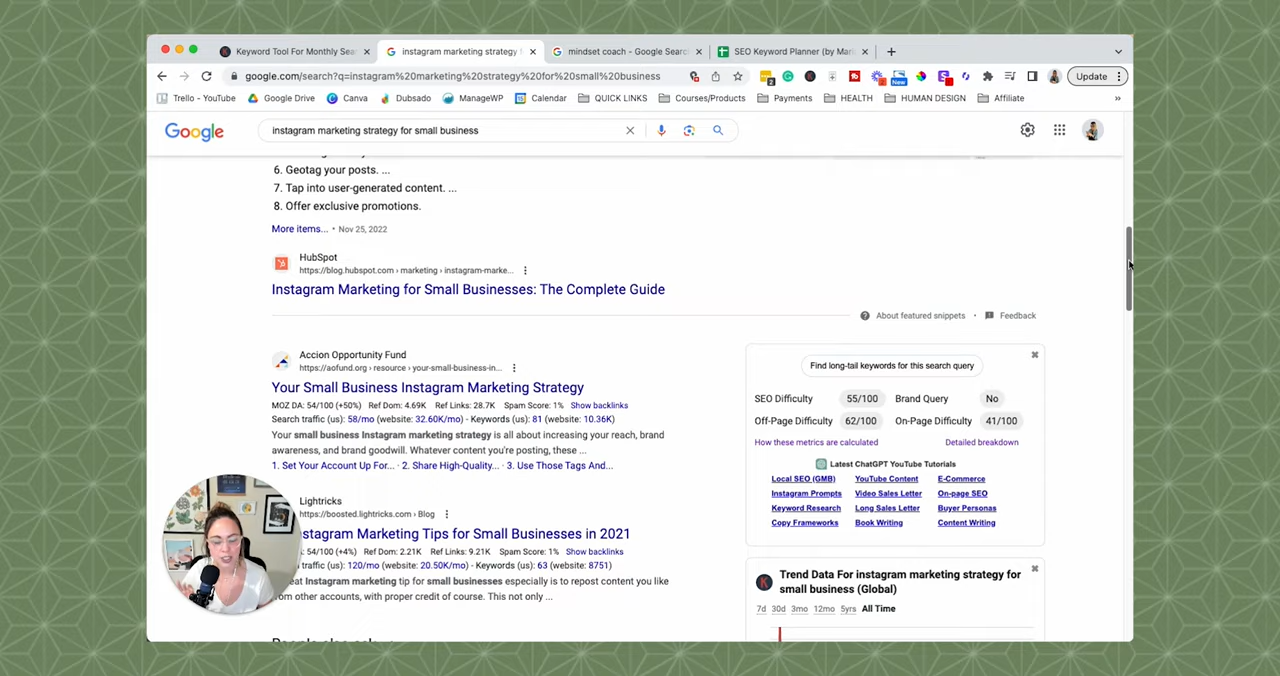 Keyword Tool For Monthly Sea
instagram marketing strategy f
mindset coach - Google Searc
SEO Keyword Planner (by Mari
google.com/search?q=instagram%20marketing%20strategy%20for%20small%20business
New
Update
Trello - YouTube
Google Drive
Canva
Dubsado
ManageWP
Calendar
QUICK LINKS
Courses/Products
Payments
HEALTH
HUMAN DESIGN
Affiliate
»
Google
instagram marketing strategy for small business
6. Geotag your posts. ...
7. Tap into user-generated content. ...
8. Offer exclusive promotions.
More items... • Nov 25, 2022
HubSpot
https://blog.hubspot.com › marketing › instagram-marke...
Instagram Marketing for Small Businesses: The Complete Guide
About featured snippets • Feedback
Accion Opportunity Fund
https://aofund.org › resource › your-small-business-in...
Your Small Business Instagram Marketing Strategy
MOZ DA: 54/100 (+50%) Ref Dom: 4.69K Ref Links: 28.7K Spam Score: 1% Show backlinks
Search traffic (us): 58/mo (website: 32.60K/mo) - Keywords (us): 81 (website: 10.36K)
Your small business Instagram marketing strategy is all about increasing your reach, brand
awareness, and brand goodwill. Whatever content you're posting, these ...
1. Set Your Account Up For... · 2. Share High-Quality... · 3. Use Those Tags And...
Lightricks
https://boosted.lightricks.com › Blog
stagram Marketing Tips for Small Businesses in 2021
54/100 (+4%) Ref Dom: 2.21K Ref Links: 9.21K Spam Score: 1% Show backlinks
traffic (us): 120/mo (website: 20.50K/mo) - Keywords (us): 63 (website: 8751)
eat Instagram marketing tip for small businesses especially is to repost content you like
from other accounts, with proper credit of course. This not only ...
Find long-tail keywords for this search query
SEO Difficulty 55/100 Brand Query No
Off-Page Difficulty 62/100 On-Page Difficulty 41/100
How these metrics are calculated Detailed breakdown
Latest ChatGPT YouTube Tutorials
Local SEO (GMB) YouTube Content E-Commerce
Instagram Prompts Video Sales Letter On-page SEO
Keyword Research Long Sales Letter Buyer Personas
Copy Frameworks Book Writing Content Writing
Trend Data For instagram marketing strategy for
small business (Global)
7d 30d 3mo 12mo 5yrs All Time